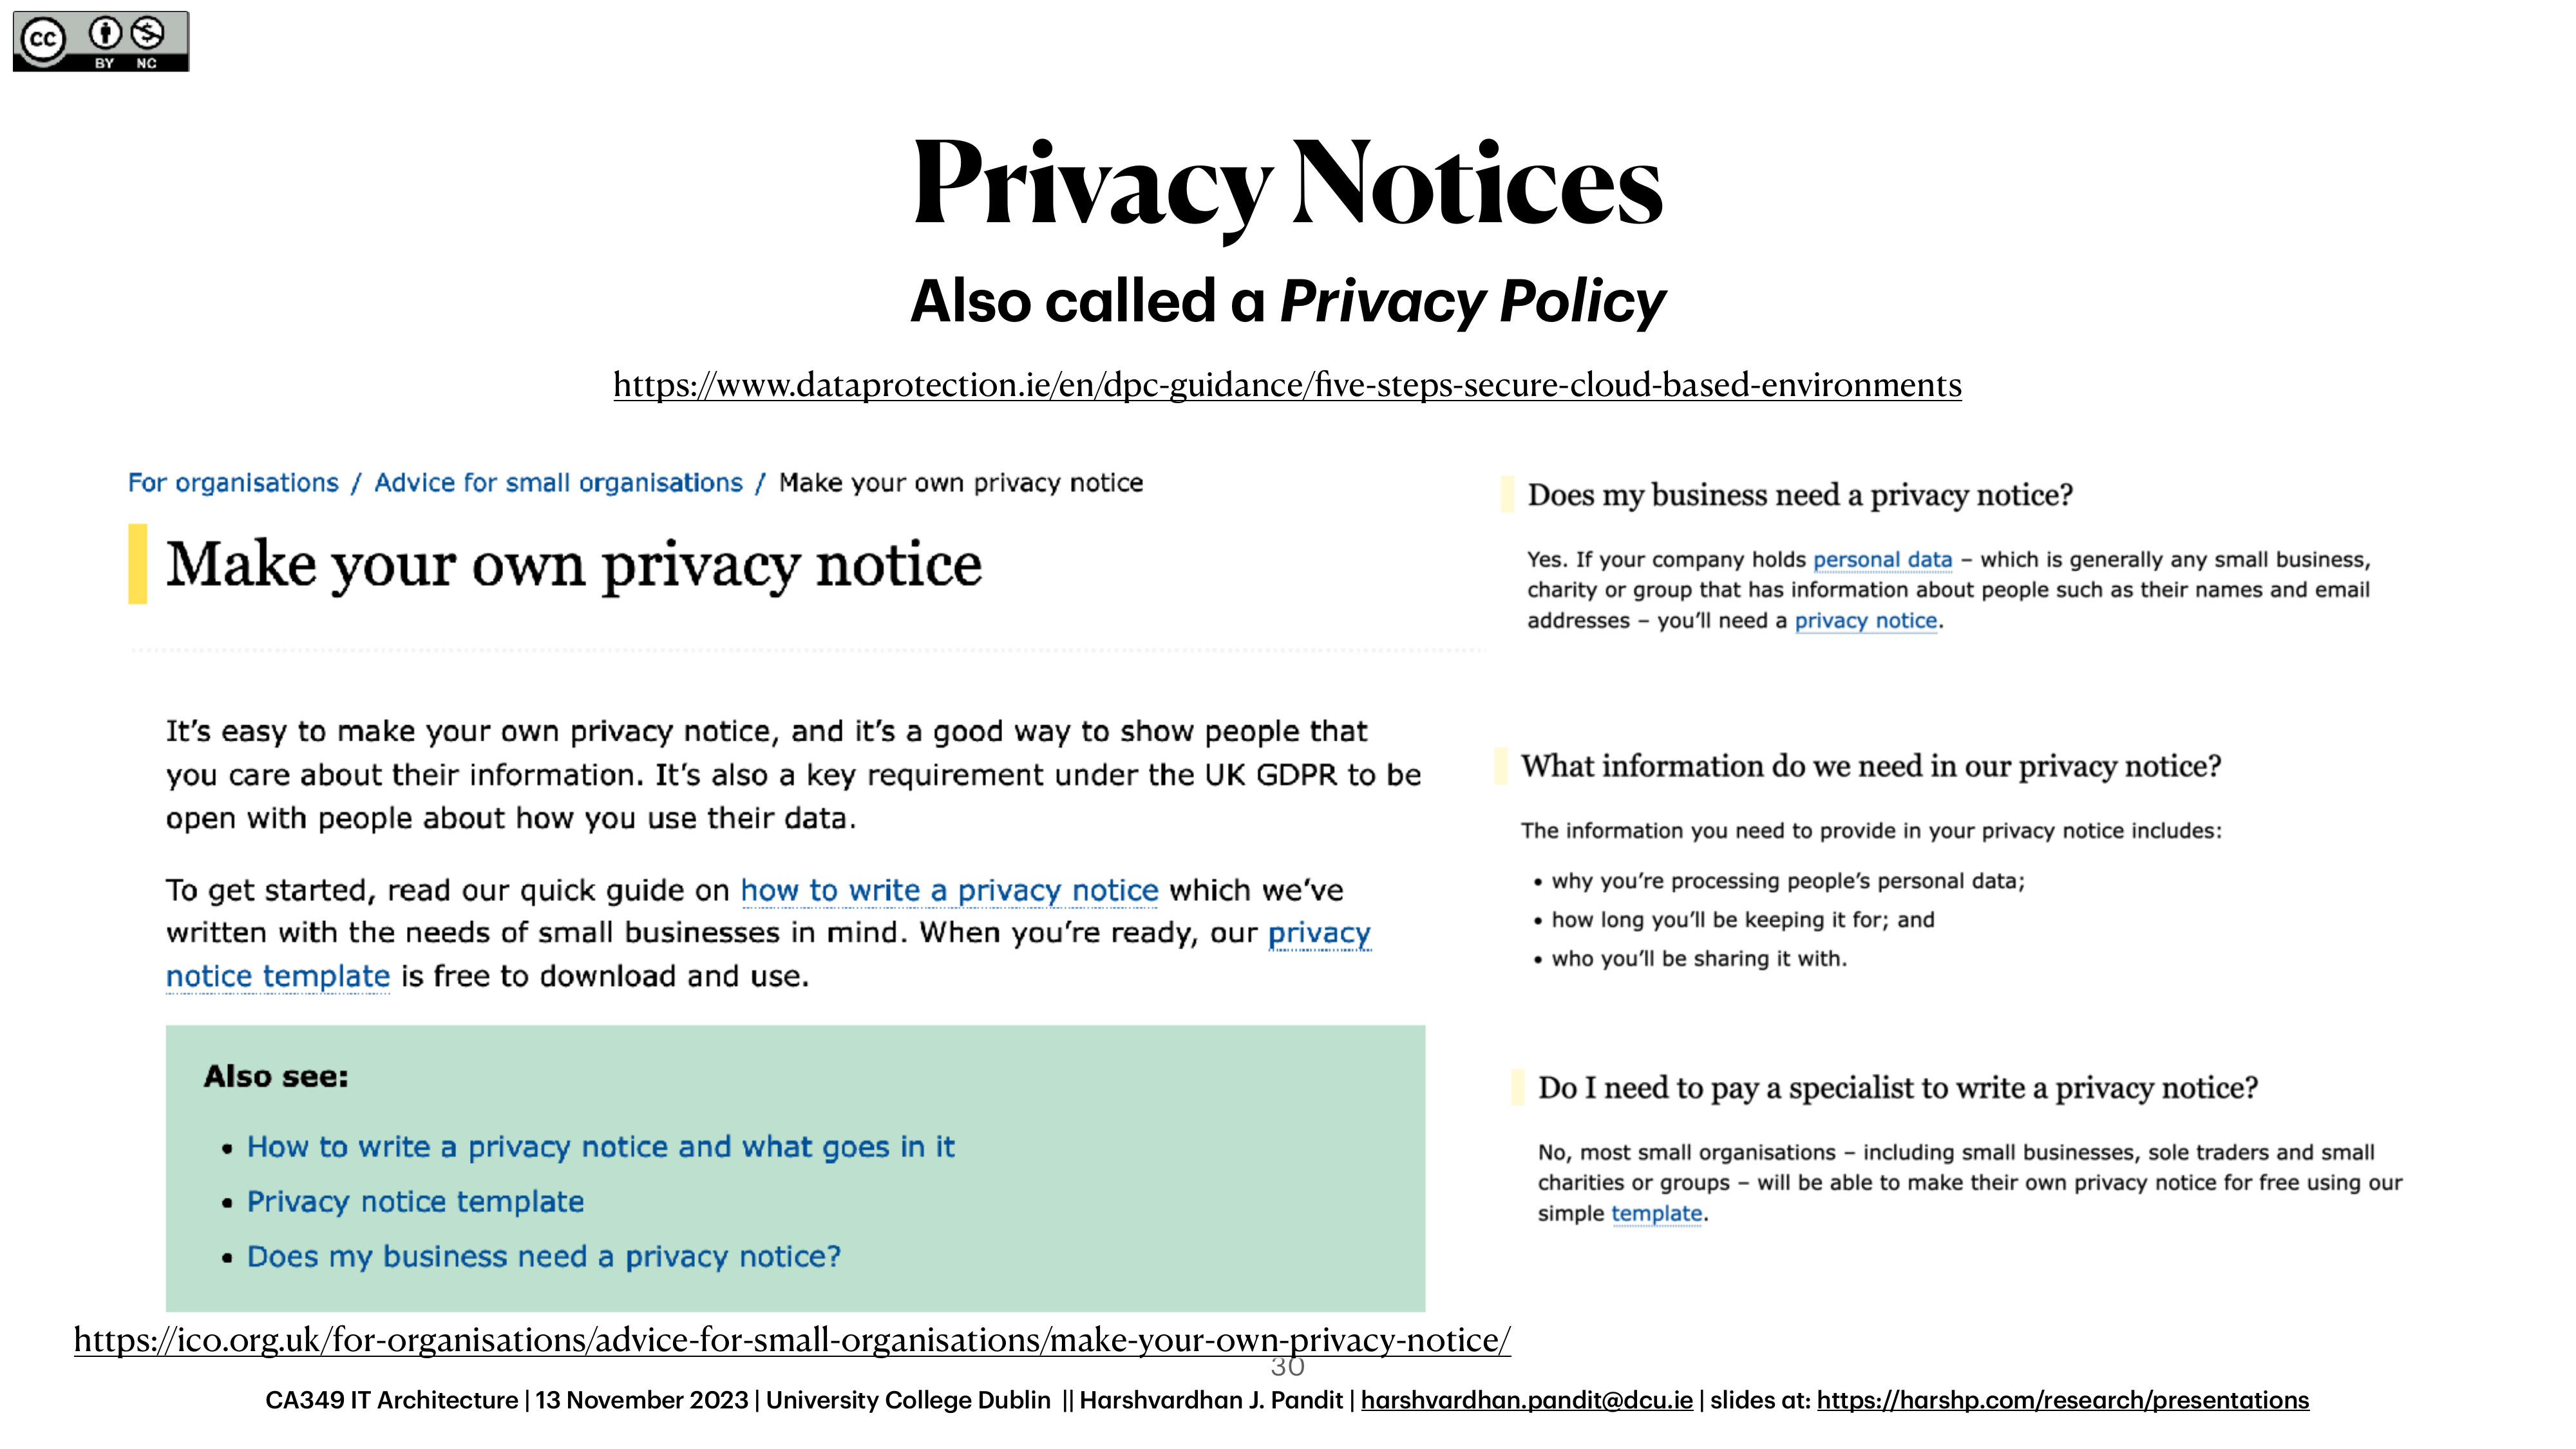 cc
BY NC
Privacy Notices
Also called a Privacy Policy
https://www.dataprotection.ie/en/dpc-guidance/five-steps-secure-cloud-based-environments
For organisations / Advice for small organisations / Make your own privacy notice
Make your own privacy notice
It's easy to make your own privacy notice, and it's a good way to show people that
you care about their information. It's also a key requirement under the UK GDPR to be
open with people about how you use their data.
To get started, read our quick guide on how to write a privacy notice which we've
written with the needs of small businesses in mind. When you're ready, our privacy
notice template is free to download and use.
Also see:
• How to write a privacy notice and what goes in it
• Privacy notice template
• Does my business need a privacy notice?
https://ico.org.uk/for-organisations/advice-for-small-organisations/make-your-own-privacy-notice/
Does my business need a privacy notice?
Yes. If your company holds personal data – which is generally any small business,
charity or group that has information about people such as their names and email
addresses – you'll need a privacy notice.
What information do we need in our privacy notice?
The information you need to provide in your privacy notice includes:
• why you're processing people's personal data;
• how long you'll be keeping it for; and
• who you'll be sharing it with.
Do I need to pay a specialist to write a privacy notice?
No, most small organisations – including small businesses, sole traders and small
charities or groups – will be able to make their own privacy notice for free using our
simple template.
30
CA349 IT Architecture | 13 November 2023 | University College Dublin || Harshvardhan J. Pandit | harshvardhan.pandit@dcu.ie | slides at: https://harshp.com/research/presentations